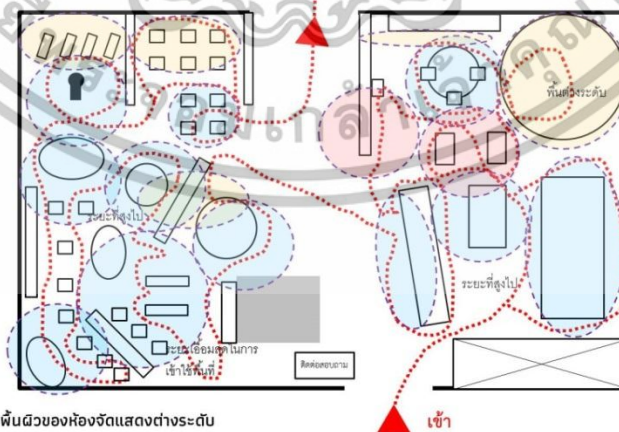 พื้นต่างระดับ
ระยะที่สูงไป
ระยะที่สูงไป
ระยะเอื้อมสุดในการ
เข้าใช้พื้นที่
ติดต่อสอบถาม
พื้นผิวของห้องจัดแสดงต่างระดับ
เข้า